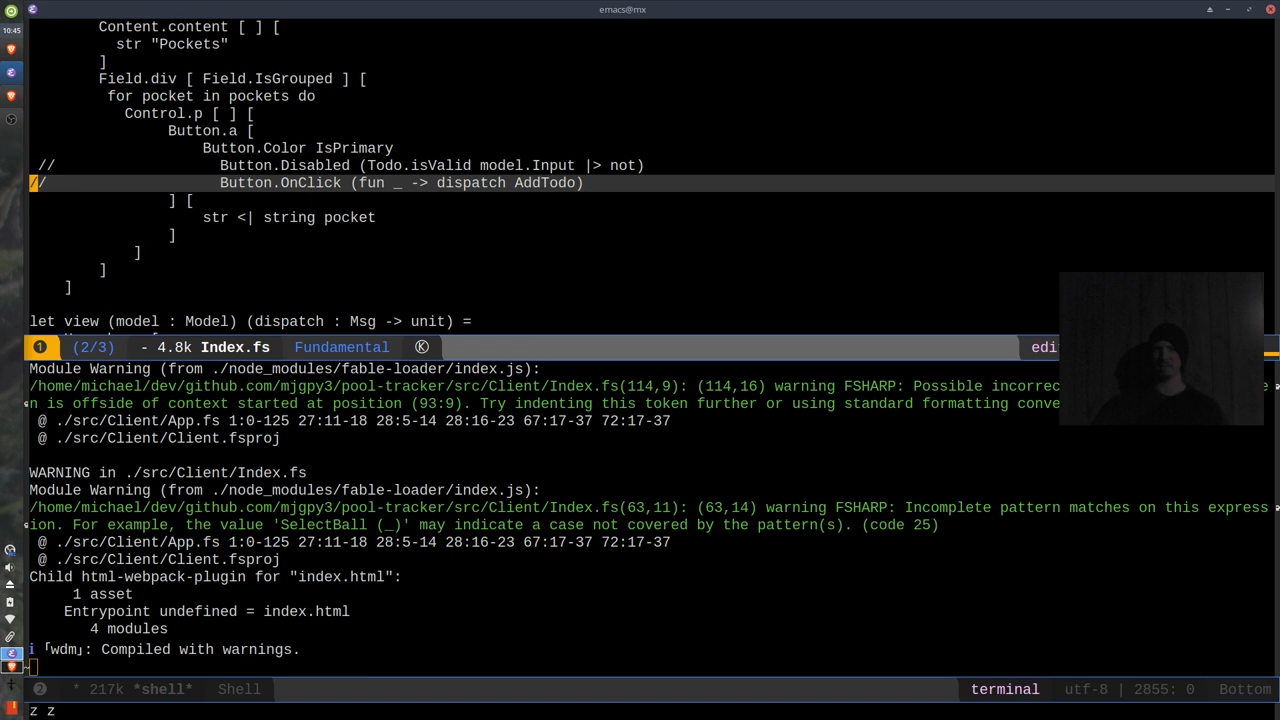 emacs@mx
10:45
Content.content [ ] [
str "Pockets"
]
Field.div [ Field.IsGrouped ] [
for pocket in pockets do
Control.p [ ] [
Button.a [
Button.Color IsPrimary
// Button.Disabled (Todo.isValid model.Input |> not)
// Button.OnClick (fun _ -> dispatch AddTodo)
] [
str <| string pocket
]
]
]
]
let view (model : Model) (dispatch : Msg -> unit) =
1 (2/3) - 4.8k Index.fs Fundamental K edi
Module Warning (from ./node_modules/fable-loader/index.js):
/home/michael/dev/github.com/mjgpy3/pool-tracker/src/Client/Index.fs(114,9): (114,16) warning FSHARP: Possible incorrec e
n is offside of context started at position (93:9). Try indenting this token further or using standard formatting conve
@ ./src/Client/App.fs 1:0-125 27:11-18 28:5-14 28:16-23 67:17-37 72:17-37
@ ./src/Client/Client.fsproj
WARNING in ./src/Client/Index.fs
Module Warning (from ./node_modules/fable-loader/index.js):
/home/michael/dev/github.com/mjgpy3/pool-tracker/src/Client/Index.fs(63,11): (63,14) warning FSHARP: Incomplete pattern matches on this express
ion. For example, the value 'SelectBall (_)' may indicate a case not covered by the pattern(s). (code 25)
@ ./src/Client/App.fs 1:0-125 27:11-18 28:5-14 28:16-23 67:17-37 72:17-37
@ ./src/Client/Client.fsproj
Child html-webpack-plugin for "index.html":
1 asset
Entrypoint undefined = index.html
4 modules
ℹ ｢wdm｣: Compiled with warnings.
2 * 217k *shell* Shell terminal utf-8 | 2855: 0 Bottom
z z